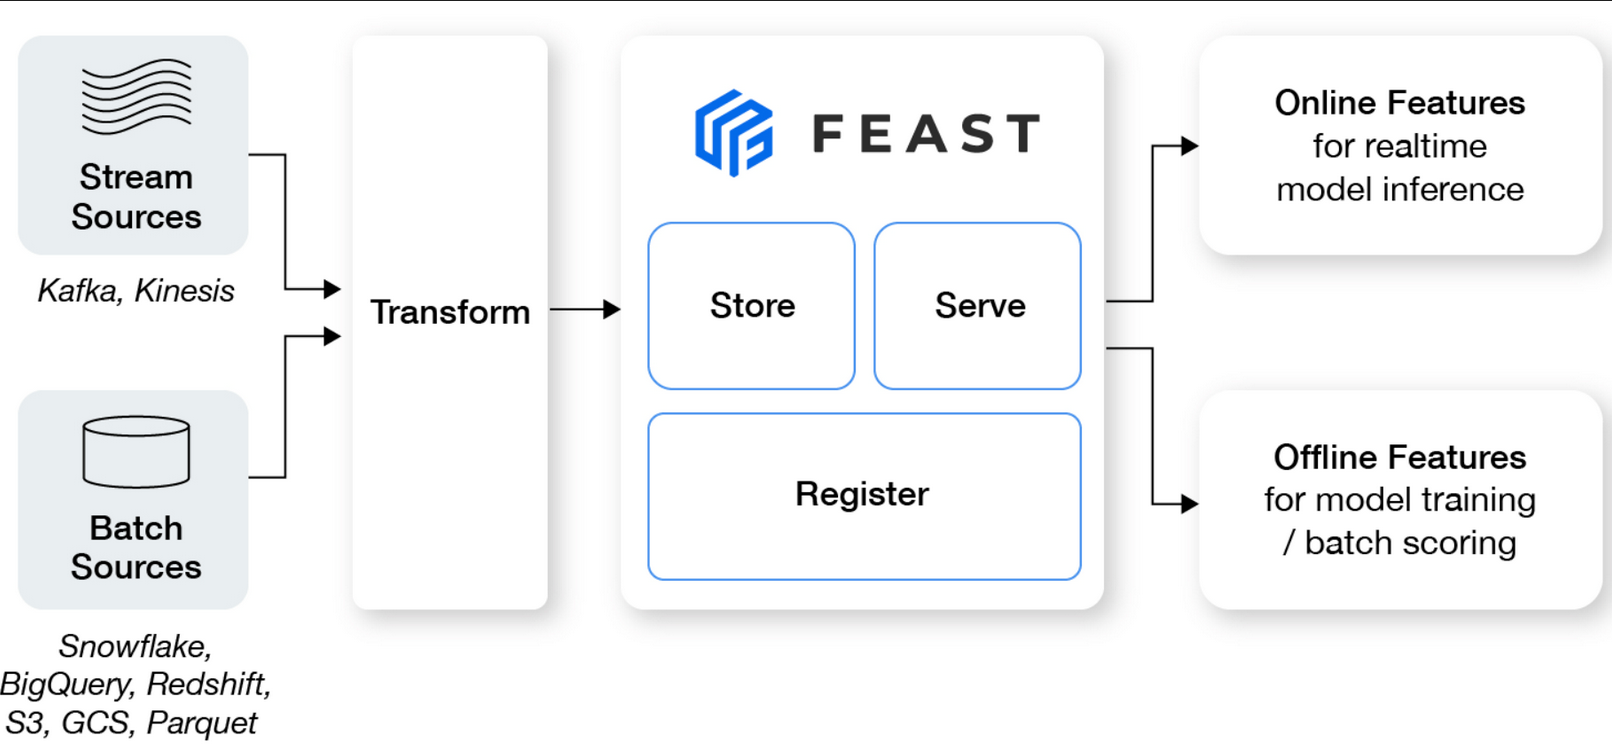 Stream
Sources
Kafka, Kinesis
Batch
Sources
Snowflake,
BigQuery, Redshift,
S3, GCS, Parquet
Transform
FEAST
Store
Serve
Register
Online Features
for realtime
model inference
Offline Features
for model training
/ batch scoring